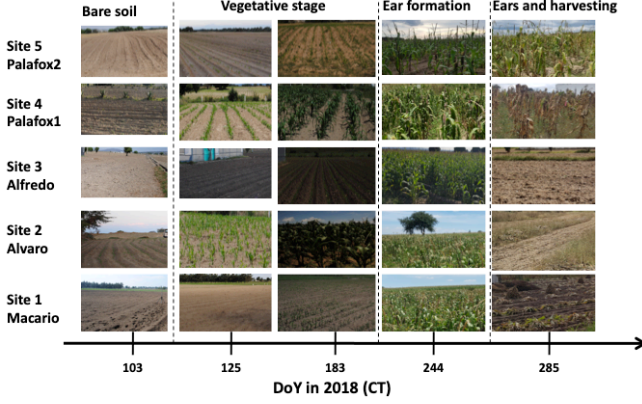 Bare soil
Vegetative stage
Ear formation
Ears and harvesting
Site 5
Palafox2
Site 4
Palafox1
Site 3
Alfredo
Site 2
Alvaro
Site 1
Macario
103
125
183
244
285
DoY in 2018 (CT)